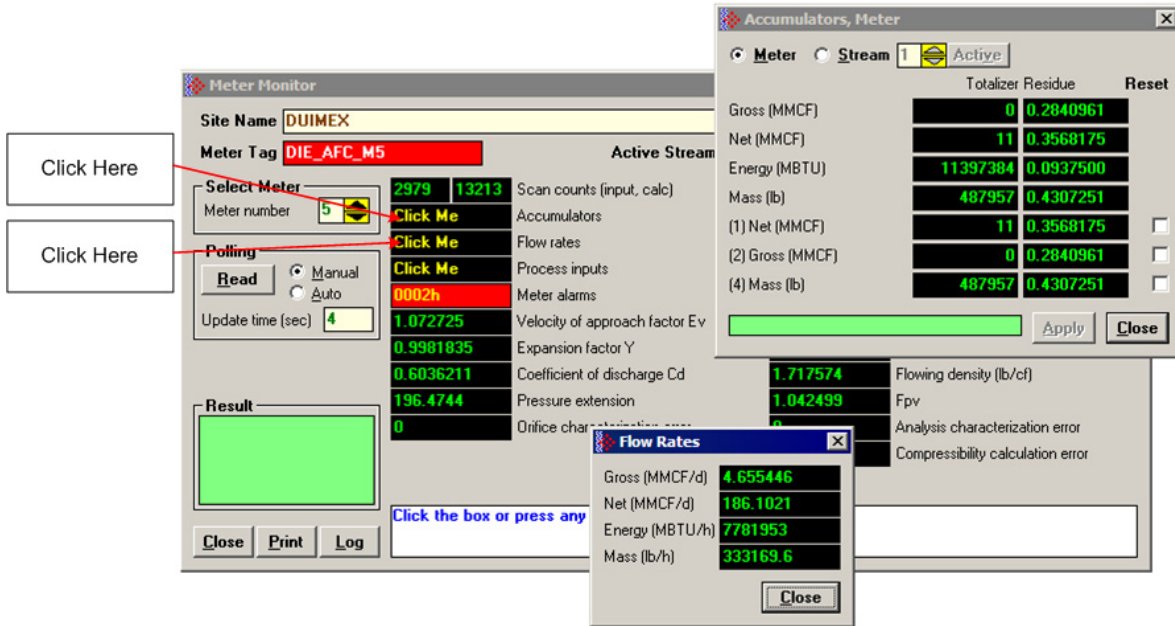 Click Here
Click Here
Meter Monitor
Site Name DUIMEX
Meter Tag DIE_AFC_M5 Active Stream
Select Meter
Meter number 5
Polling
Read Manual
Auto
Update time (sec) 4
Result
Close Print Log
2979 13213 Scan counts (input, calc)
Click Me Accumulators
Click Me Flow rates
Click Me Process inputs
0002h Meter alarms
1.072725 Velocity of approach factor Ev
0.9981835 Expansion factor Y
0.6036211 Coefficient of discharge Cd
196.4744 Pressure extension
0
1.717574 Flowing density (lb/cf)
1.042499 Fpv
Analysis characterization error
Compressibility calculation error
Click the box or press any
Accumulators, Meter
Meter Stream 1 Active
Totalizer Residue Reset
Gross (MMCF) 0 0.2840961
Net (MMCF) 11 0.3568175
Energy (MBTU) 11397384 0.0937500
Mass (lb) 487957 0.4307251
(1) Net (MMCF) 11 0.3568175
(2) Gross (MMCF) 0 0.2840961
(4) Mass (lb) 487957 0.4307251
Apply Close
Flow Rates
Gross (MMCF/d) 4.655446
Net (MMCF/d) 186.1021
Energy (MBTU/h) 7781953
Mass (lb/h) 333169.6
Close